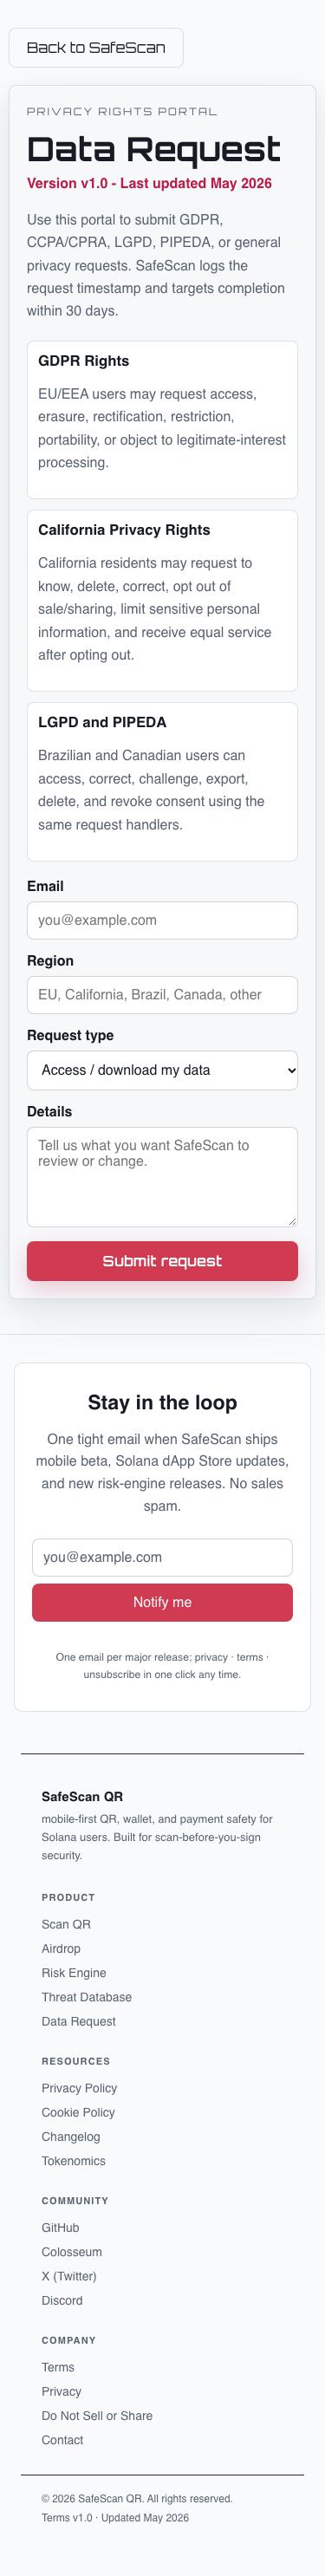 Back to SafeScan
PRIVACY RIGHTS PORTAL
Data Request
Version v1.0 - Last updated May 2026
Use this portal to submit GDPR,
CCPA/CPRA, LGPD, PIPEDA, or general
privacy requests. SafeScan logs the
request timestamp and targets completion
within 30 days.
GDPR Rights
EU/EEA users may request access,
erasure, rectification, restriction,
portability, or object to legitimate-interest
processing.
California Privacy Rights
California residents may request to
know, delete, correct, opt out of
sale/sharing, limit sensitive personal
information, and receive equal service
after opting out.
LGPD and PIPEDA
Brazilian and Canadian users can
access, correct, challenge, export,
delete, and revoke consent using the
same request handlers.
Email
you@example.com
Region
EU, California, Brazil, Canada, other
Request type
Access / download my data
Details
Tell us what you want SafeScan to
review or change.
Submit request
Stay in the loop
One tight email when SafeScan ships
mobile beta, Solana dApp Store updates,
and new risk-engine releases. No sales
spam.
you@example.com
Notify me
One email per major release; privacy · terms ·
unsubscribe in one click any time.
SafeScan QR
mobile-first QR, wallet, and payment safety for
Solana users. Built for scan-before-you-sign
security.
PRODUCT
Scan QR
Airdrop
Risk Engine
Threat Database
Data Request
RESOURCES
Privacy Policy
Cookie Policy
Changelog
Tokenomics
COMMUNITY
GitHub
Colosseum
X (Twitter)
Discord
COMPANY
Terms
Privacy
Do Not Sell or Share
Contact
© 2026 SafeScan QR. All rights reserved.
Terms v1.0 · Updated May 2026